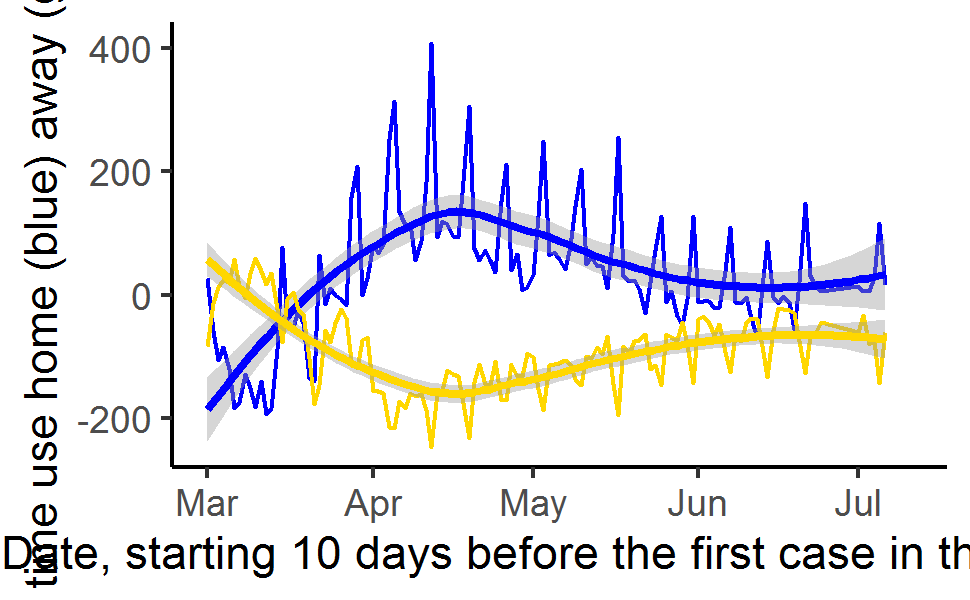 time use home (blue) away (
400
200
0
-200
Mar Apr May Jun Jul
Date, starting 10 days before the first case in th